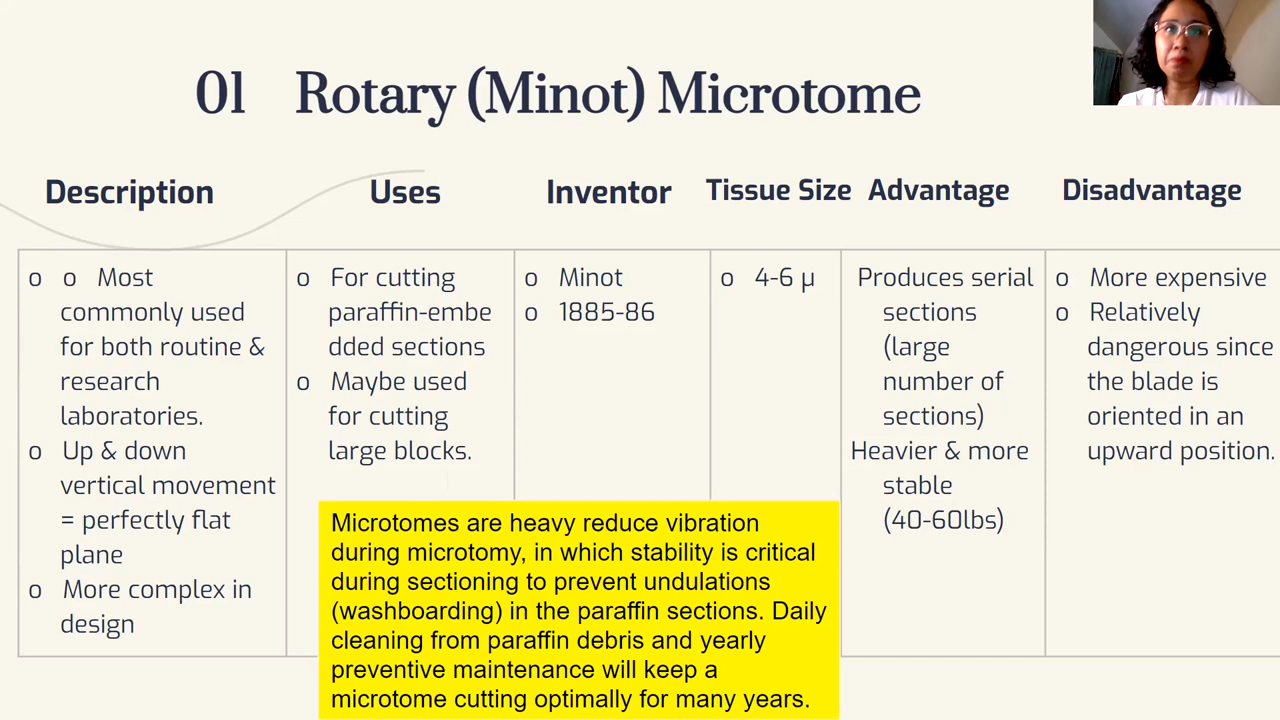 01 Rotary (Minot) Microtome
Description
Uses
Inventor
Tissue Size
Advantage
Disadvantage
o o Most
commonly used
for both routine &
research
laboratories.
o Up & down
vertical movement
= perfectly flat
plane
o More complex in
design
o For cutting
paraffin-embe
dded sections
o Maybe used
for cutting
large blocks.
o Minot
o 1885-86
o 4-6 µ
Produces serial
sections
(large
number of
sections)
Heavier & more
stable
(40-60lbs)
o More expensive
o Relatively
dangerous since
the blade is
oriented in an
upward position.
Microtomes are heavy reduce vibration
during microtomy, in which stability is critical
during sectioning to prevent undulations
(washboarding) in the paraffin sections. Daily
cleaning from paraffin debris and yearly
preventive maintenance will keep a
microtome cutting optimally for many years.